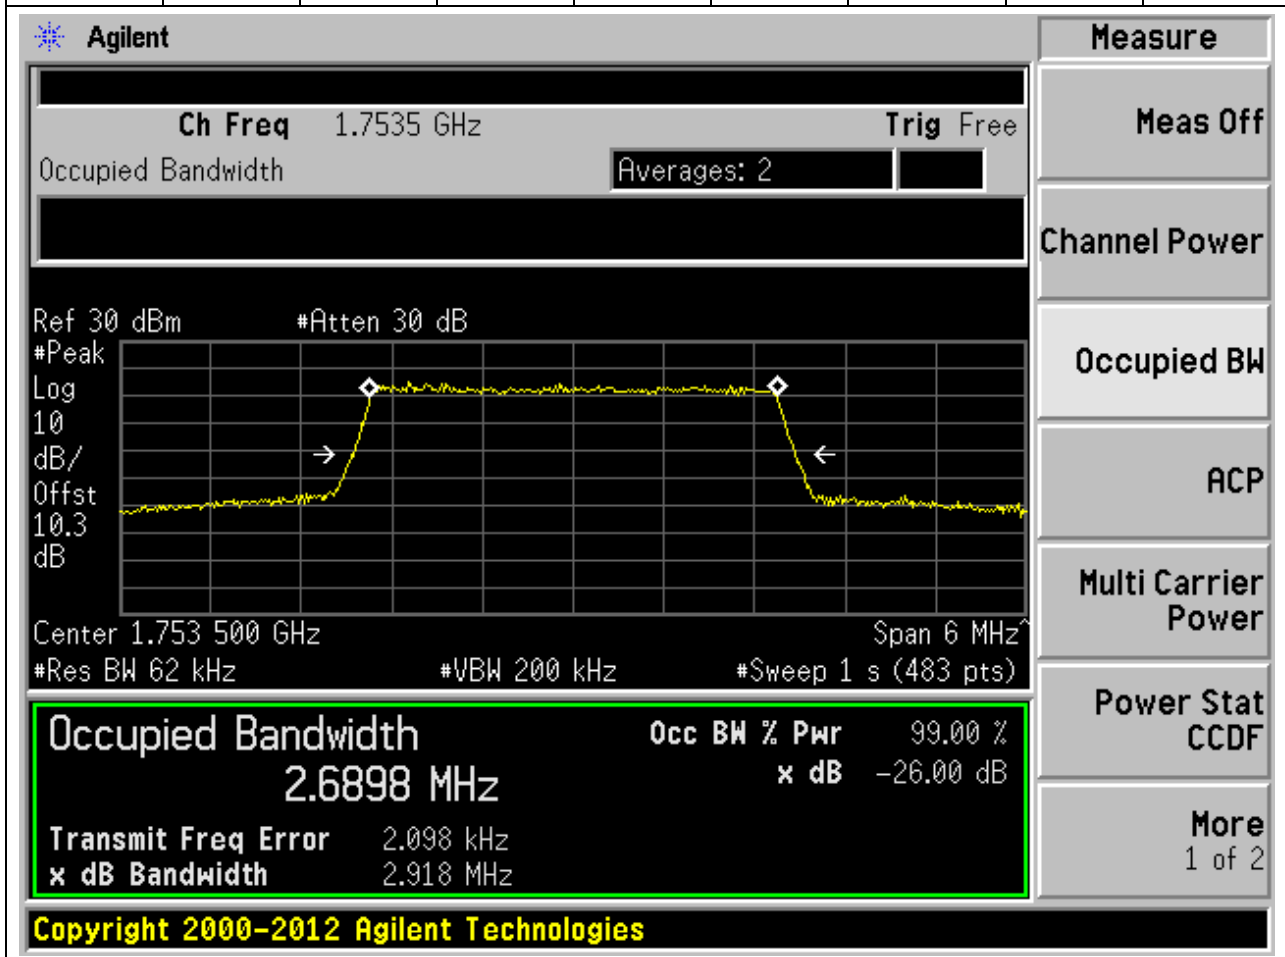 Agilent
Measure
Ch Freq 1.7535 GHz Trig Free
Occupied Bandwidth Averages: 2
Ref 30 dBm #Atten 30 dB
#Peak
Log
10
dB/
Offst
10.3
dB
Center 1.753 500 GHz Span 6 MHz^
#Res BW 62 kHz #VBW 200 kHz #Sweep 1 s (483 pts)
Occupied Bandwidth Occ BW % Pwr 99.00 %
2.6898 MHz x dB -26.00 dB
Transmit Freq Error 2.098 kHz
x dB Bandwidth 2.918 MHz
Meas Off
Channel Power
Occupied BW
ACP
Multi Carrier
Power
Power Stat
CCDF
More
1 of 2
Copyright 2000-2012 Agilent Technologies